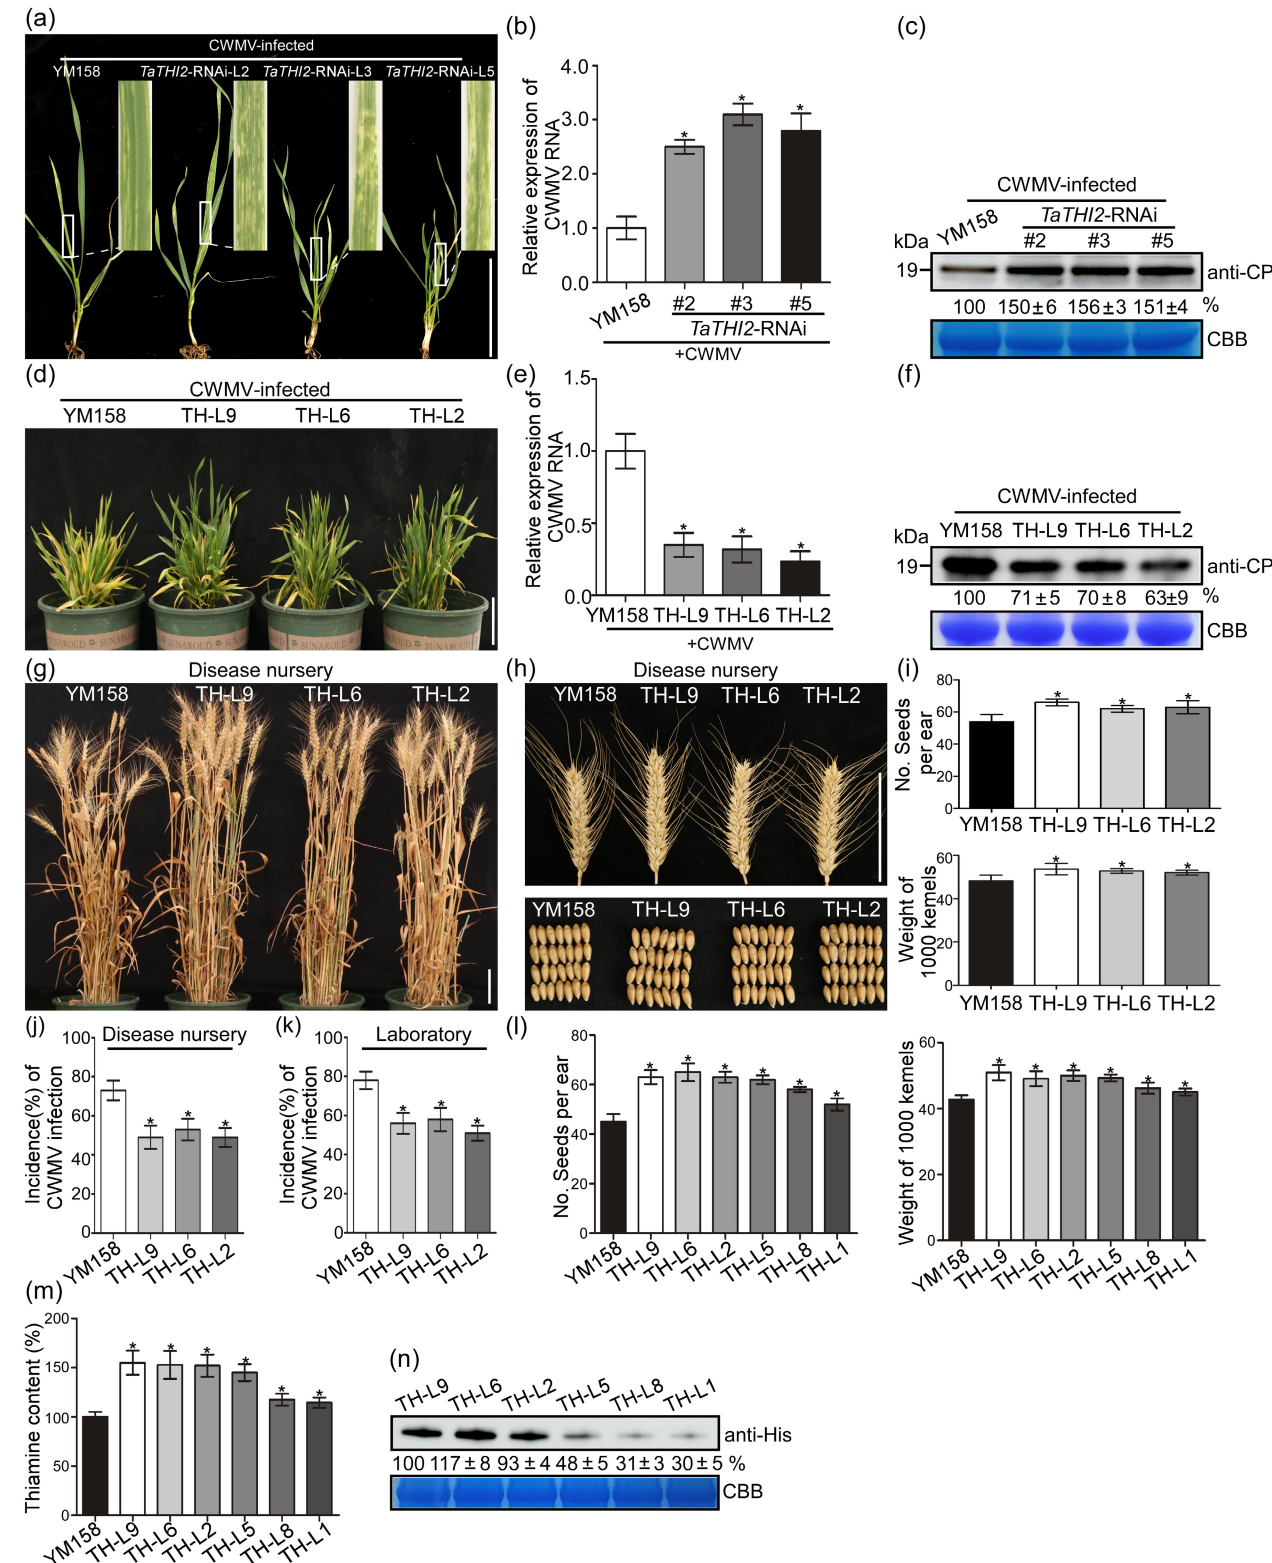 (a)
CWMV-infected
YM158 TaTHI2-RNAi-L2 TaTHI2-RNAi-L3 TaTHI2-RNAi-L5
(b)
Relative expression of
CWMV RNA
4.0
3.0
2.0
1.0
0.0
* * *
YM158 #2 #3 #5
TaTHI2-RNAi
+CWMV
(c)
CWMV-infected
YM158 TaTHI2-RNAi
kDa #2 #3 #5
19 anti-CP
100 150±6 156±3 151±4 %
CBB
(d)
CWMV-infected
YM158 TH-L9 TH-L6 TH-L2
SUNAROUD SUNAROUD SUNAROUD SUNAROUD
(e)
Relative expression of
CWMV RNA
1.5
1.0
0.5
0.0
* * *
YM158 TH-L9 TH-L6 TH-L2
+CWMV
(f)
CWMV-infected
YM158 TH-L9 TH-L6 TH-L2
kDa
19 anti-CP
100 71±5 70±8 63±9 %
CBB
(g)
Disease nursery
YM158 TH-L9 TH-L6 TH-L2
(h)
Disease nursery
YM158 TH-L9 TH-L6 TH-L2
YM158 TH-L9 TH-L6 TH-L2
(i)
No. Seeds
per ear
80
60
40
20
0
* * *
YM158 TH-L9 TH-L6 TH-L2
Weight of
1000 kemels
60
40
20
0
* * *
YM158 TH-L9 TH-L6 TH-L2
(j)
Disease nursery
Incidence(%) of
CWMV infection
100
80
60
40
20
0
* * *
YM158 TH-L9 TH-L6 TH-L2
(k)
Laboratory
Incidence(%) of
CWMV infection
100
80
60
40
20
0
* * *
YM158 TH-L9 TH-L6 TH-L2
(l)
No. Seeds per ear
80
60
40
20
0
* * * * * *
YM158 TH-L9 TH-L6 TH-L2 TH-L5 TH-L8 TH-L1
Weight of 1000 kemels
60
40
20
0
* * * * * *
YM158 TH-L9 TH-L6 TH-L2 TH-L5 TH-L8 TH-L1
(m)
Thiamine content (%)
200
150
100
50
0
* * * * * *
YM158 TH-L9 TH-L6 TH-L2 TH-L5 TH-L8 TH-L1
(n)
TH-L9 TH-L6 TH-L2 TH-L5 TH-L8 TH-L1
anti-His
100 117±8 93±4 48±5 31±3 30±5 %
CBB